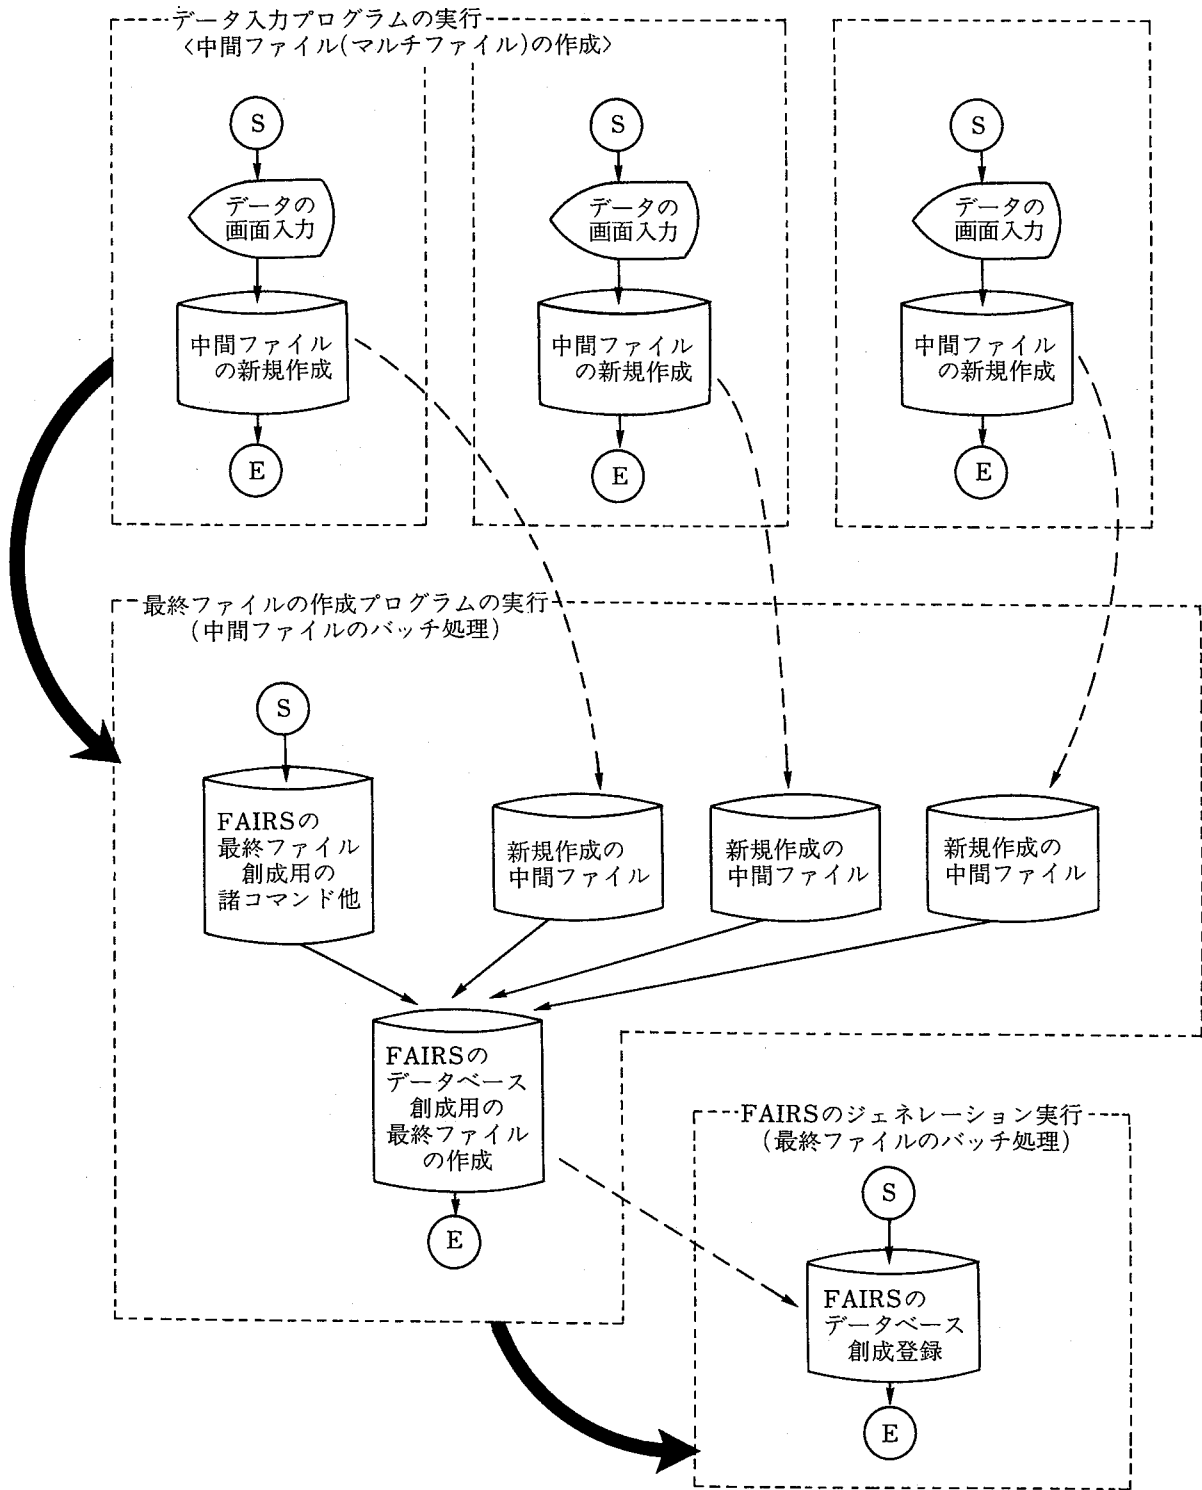 データ入力プログラムの実行
〈中間ファイル(マルチファイル)の作成〉
S
データの
画面入力
中間ファイル
の新規作成
E
S
データの
画面入力
中間ファイル
の新規作成
E
S
データの
画面入力
中間ファイル
の新規作成
E
最終ファイルの作成プログラムの実行
(中間ファイルのバッチ処理)
S
FAIRSの
最終ファイル
創成用の
諸コマンド他
新規作成の
中間ファイル
新規作成の
中間ファイル
新規作成の
中間ファイル
FAIRSの
データベース
創成用の
最終ファイル
の作成
E
FAIRSのジェネレーション実行
(最終ファイルのバッチ処理)
S
FAIRSの
データベース
創成登録
E